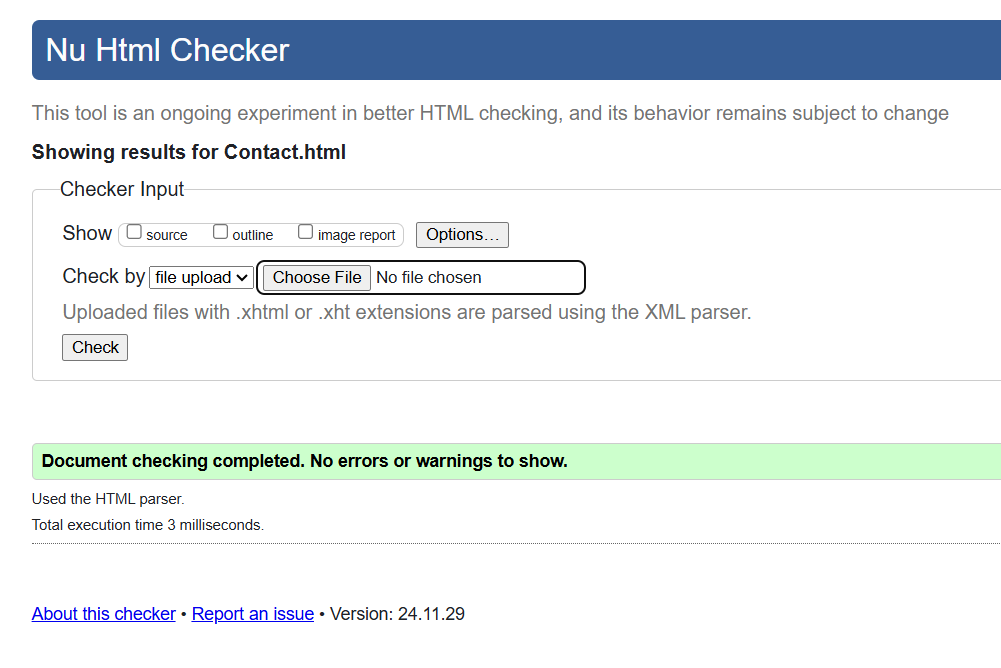 Nu Html Checker
This tool is an ongoing experiment in better HTML checking, and its behavior remains subject to change
Showing results for Contact.html
Checker Input
Show source outline image report Options...
Check by file upload Choose File No file chosen
Uploaded files with .xhtml or .xht extensions are parsed using the XML parser.
Check
Document checking completed. No errors or warnings to show.
Used the HTML parser.
Total execution time 3 milliseconds.
About this checker • Report an issue • Version: 24.11.29